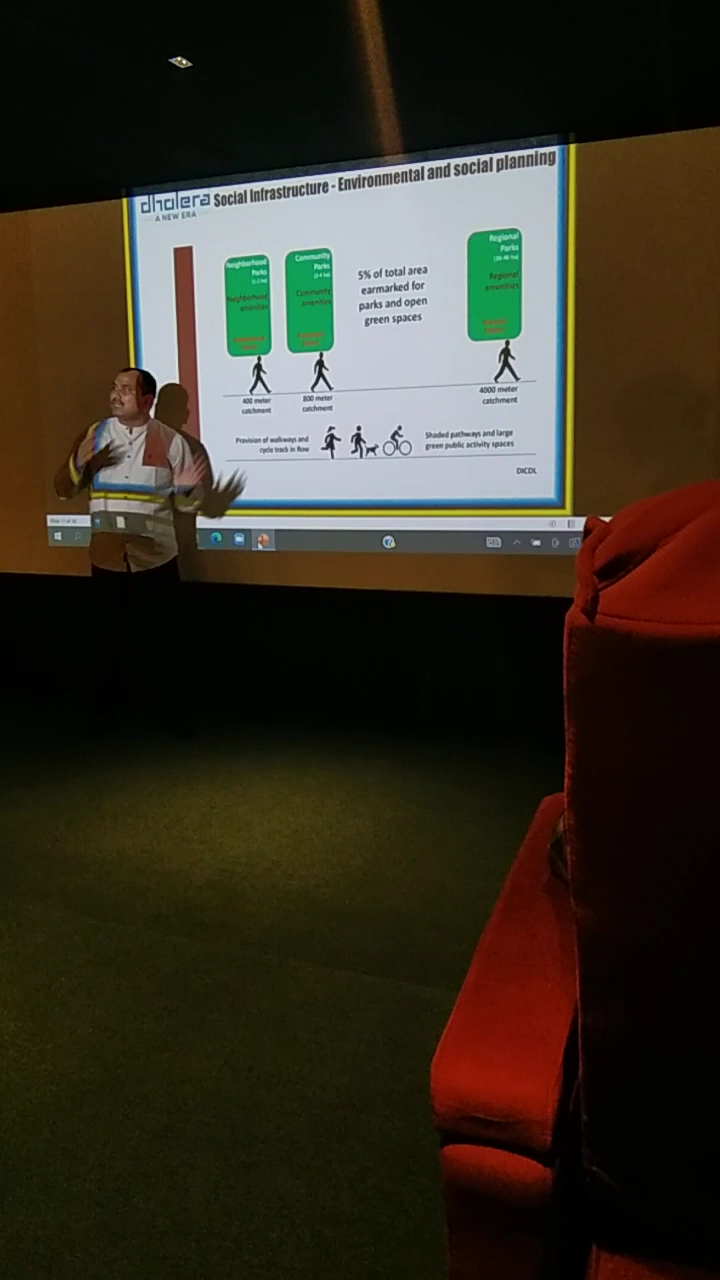 dholera
A NEW ERA
Social Infrastructure - Environmental and social planning
Neighborhood
Parks
Neighborhood
amenities
Community
Parks
Community
amenities
5% of total area
earmarked for
parks and open
green spaces
Regional
Parks
Regional
amenities
400 meter
catchment
800 meter
catchment
4000 meter
catchment
Provision of walkways and
cycle track in Row
Shaded pathways and large
green public activity spaces
DICDL